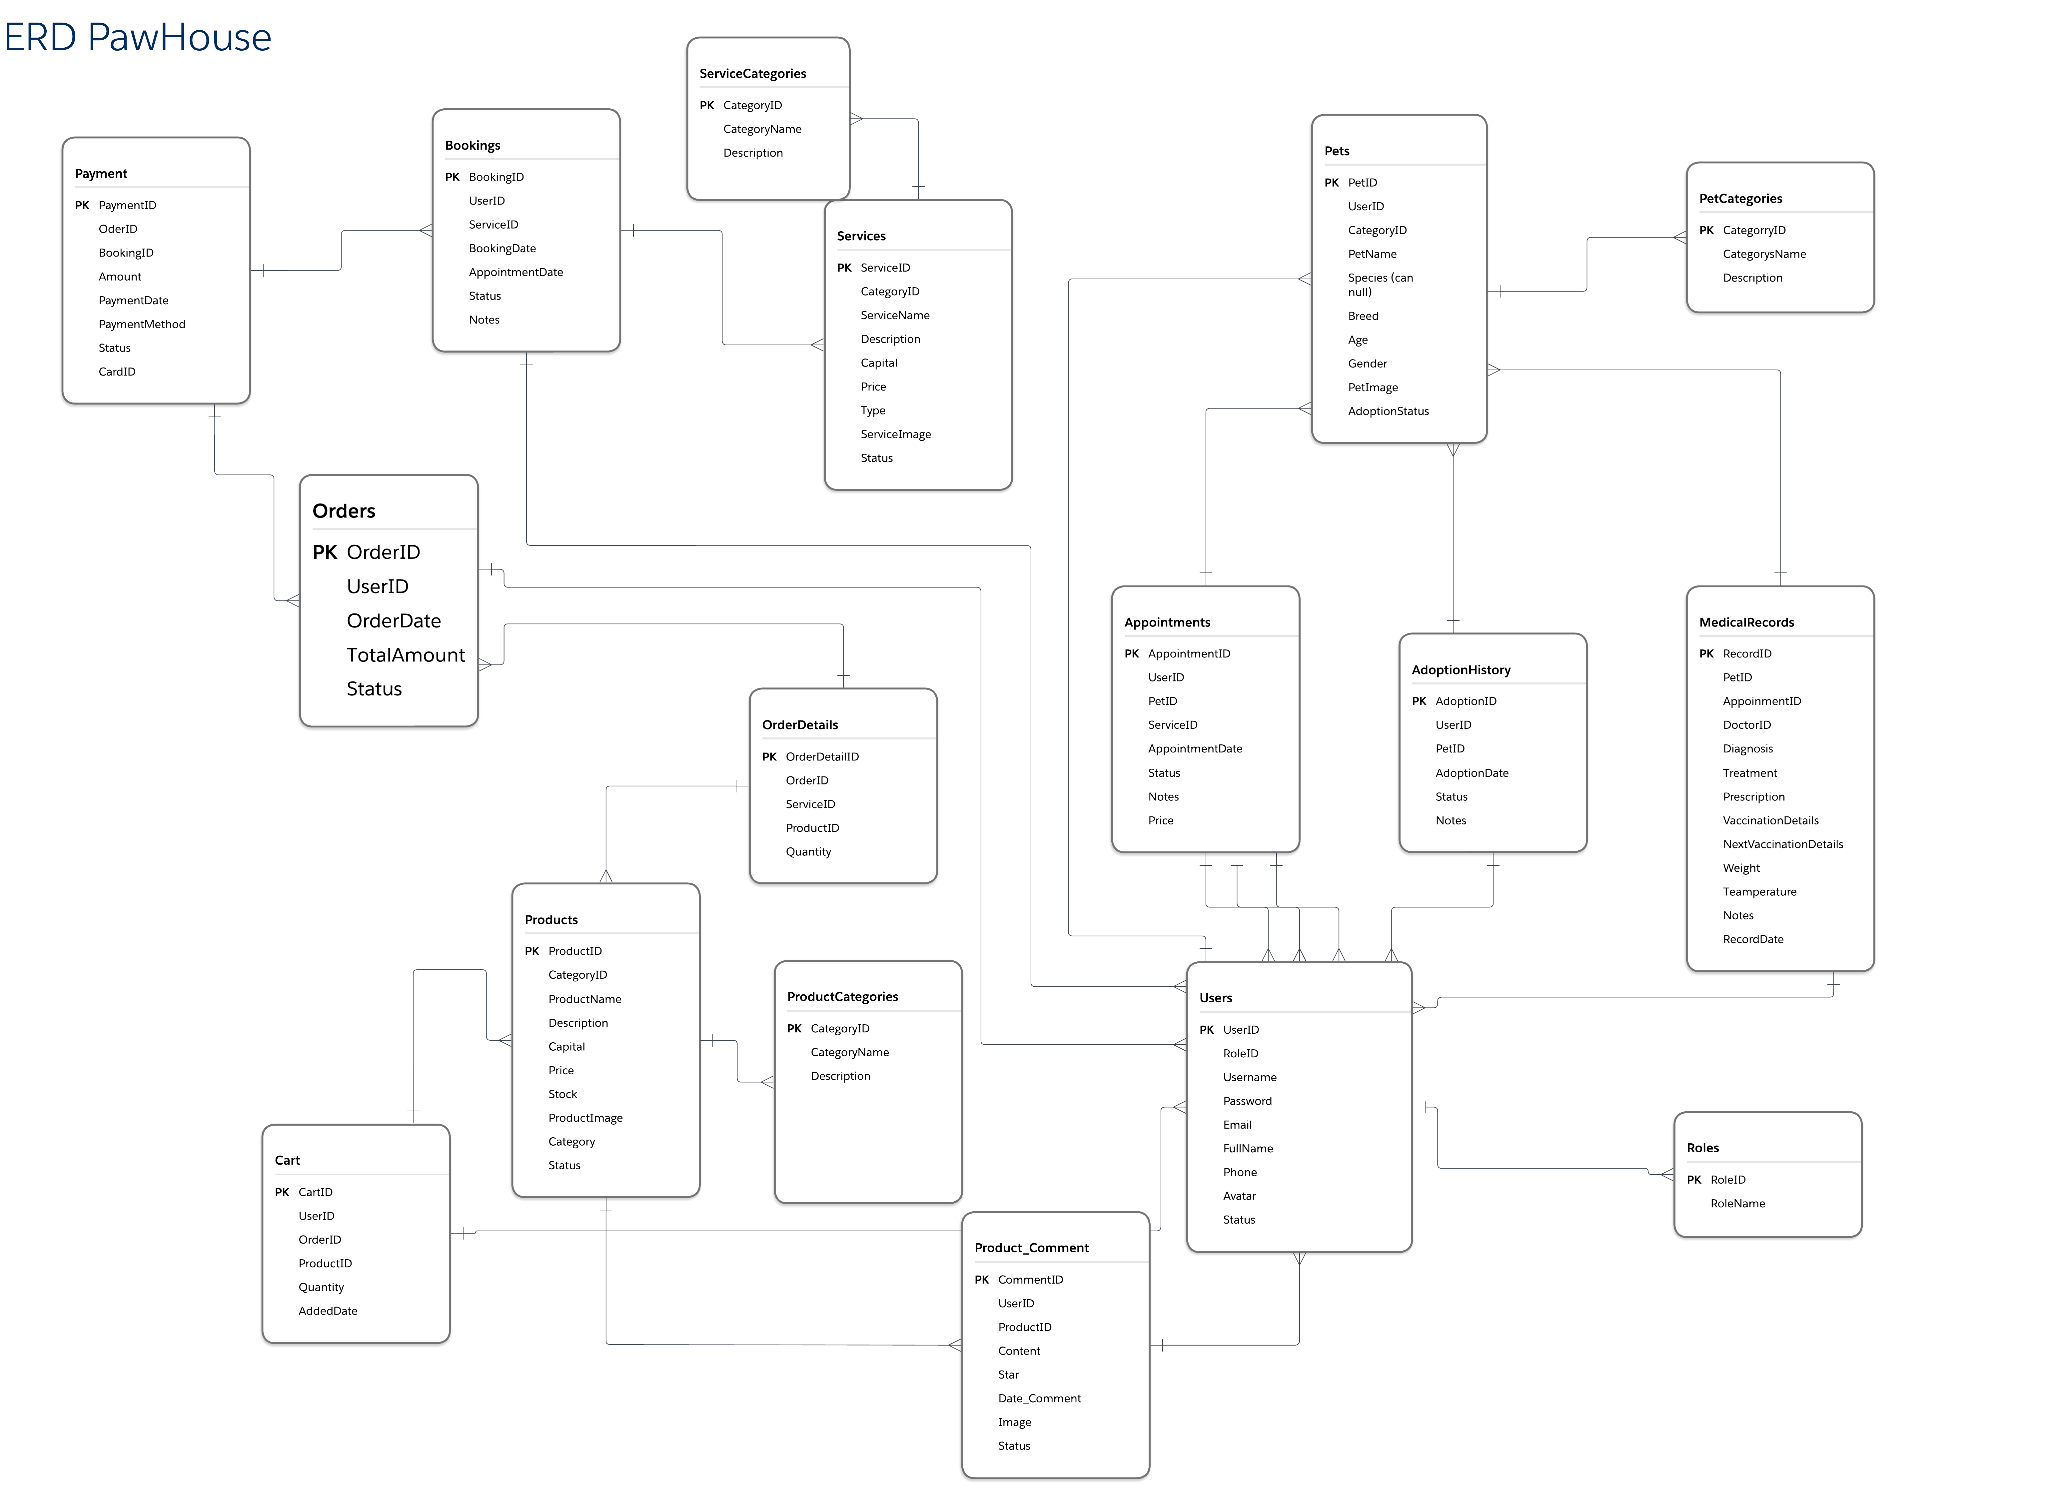 ERD PawHouse
ServiceCategories
PK CategoryID
CategoryName
Description
Bookings
PK BookingID
UserID
ServiceID
BookingDate
AppointmentDate
Status
Notes
Payment
PK PaymentID
OderID
BookingID
Amount
PaymentDate
PaymentMethod
Status
CardID
Services
PK ServiceID
CategoryID
ServiceName
Description
Capital
Price
Type
ServiceImage
Status
Pets
PK PetID
UserID
CategoryID
PetName
Species (can
null)
Breed
Age
Gender
PetImage
AdoptionStatus
PetCategories
PK CategorryID
CategorysName
Description
Orders
PK OrderID
UserID
OrderDate
TotalAmount
Status
OrderDetails
PK OrderDetailID
OrderID
ServiceID
ProductID
Quantity
Appointments
PK AppointmentID
UserID
PetID
ServiceID
AppointmentDate
Status
Notes
Price
AdoptionHistory
PK AdoptionID
UserID
PetID
AdoptionDate
Status
Notes
MedicalRecords
PK RecordID
PetID
AppoinmentID
DoctorID
Diagnosis
Treatment
Prescription
VaccinationDetails
NextVaccinationDetails
Weight
Teamperature
Notes
RecordDate
Products
PK ProductID
CategoryID
ProductName
Description
Capital
Price
Stock
ProductImage
Category
Status
ProductCategories
PK CategoryID
CategoryName
Description
Users
PK UserID
RoleID
Username
Password
Email
FullName
Phone
Avatar
Status
Roles
PK RoleID
RoleName
Cart
PK CartID
UserID
OrderID
ProductID
Quantity
AddedDate
Product_Comment
PK CommentID
UserID
ProductID
Content
Star
Date_Comment
Image
Status